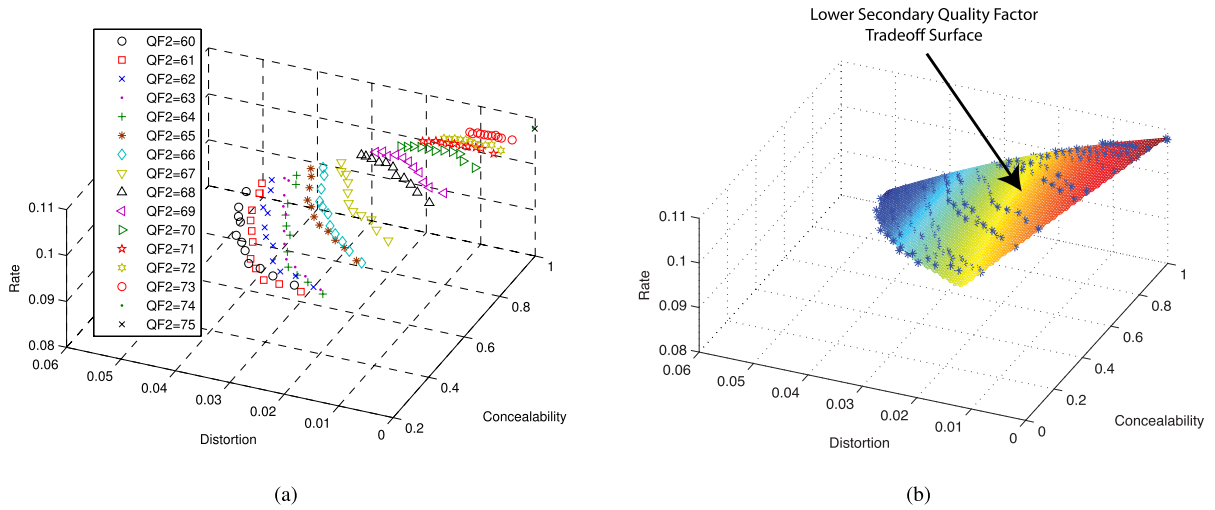 QF2=60
QF2=61
QF2=62
QF2=63
QF2=64
QF2=65
QF2=66
QF2=67
QF2=68
QF2=69
QF2=70
QF2=71
QF2=72
QF2=73
QF2=74
QF2=75
0.11
0.1
0.09
0.08
Rate
0.06
0.05
0.04
0.03
0.02
0.01
0
Distortion
0.2
0.4
0.6
0.8
1
Concealability
(a)
Lower Secondary Quality Factor
Tradeoff Surface
0.11
0.1
0.09
0.08
Rate
0.06
0.05
0.04
0.03
0.02
0.01
0
Distortion
0
0.2
0.4
0.6
0.8
1
Concealability
(b)